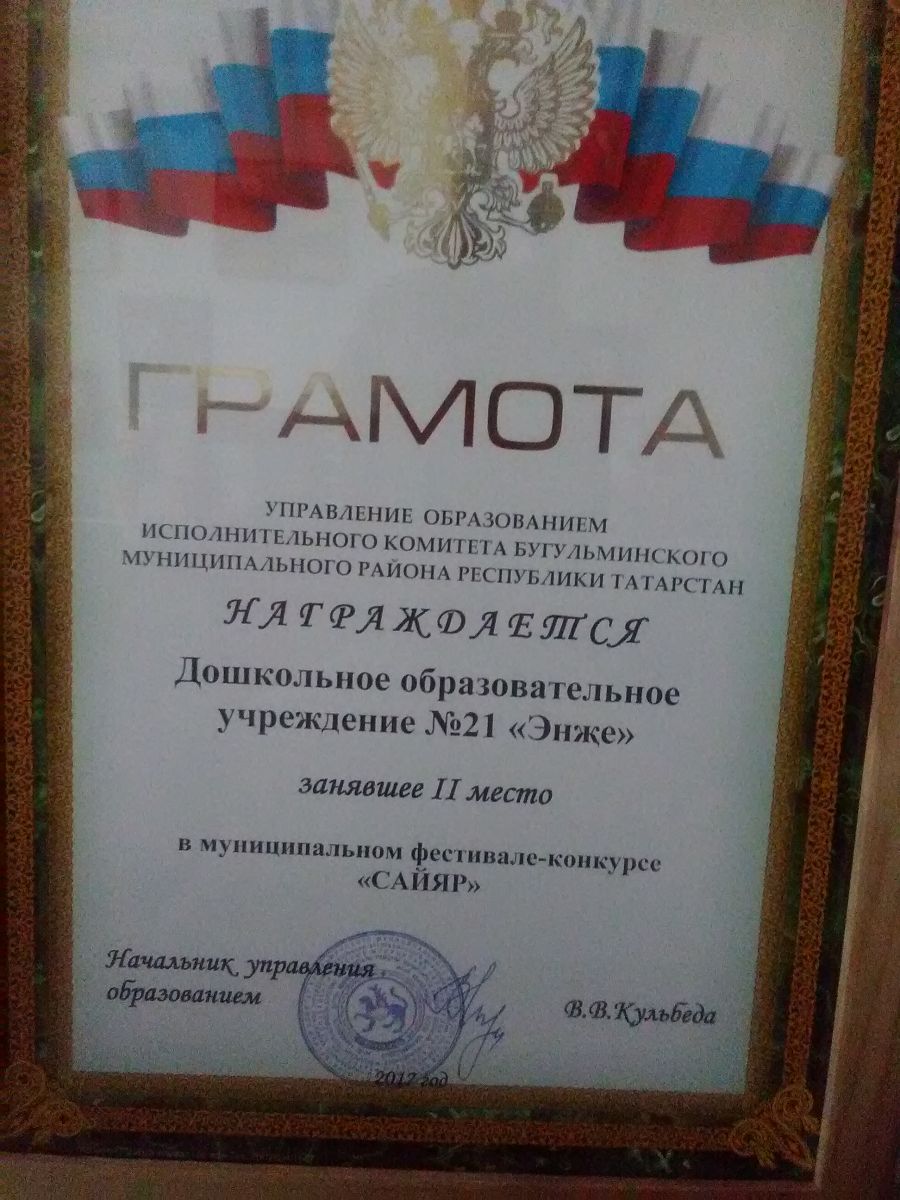 ГРАМОТА
УПРАВЛЕНИЕ ОБРАЗОВАНИЕМ
ИСПОЛНИТЕЛЬНОГО КОМИТЕТА БУГУЛЬМИНСКОГО
МУНИЦИПАЛЬНОГО РАЙОНА РЕСПУБЛИКИ ТАТАРСТАН
НАГРАЖДАЕТСЯ
Дошкольное образовательное
учреждение №21 «Энҗе»
занявшее II место
в муниципальном фестивале-конкурсе
«САЙЯР»
Начальник управления
образованием
В.В.Кульбеда
2017 год